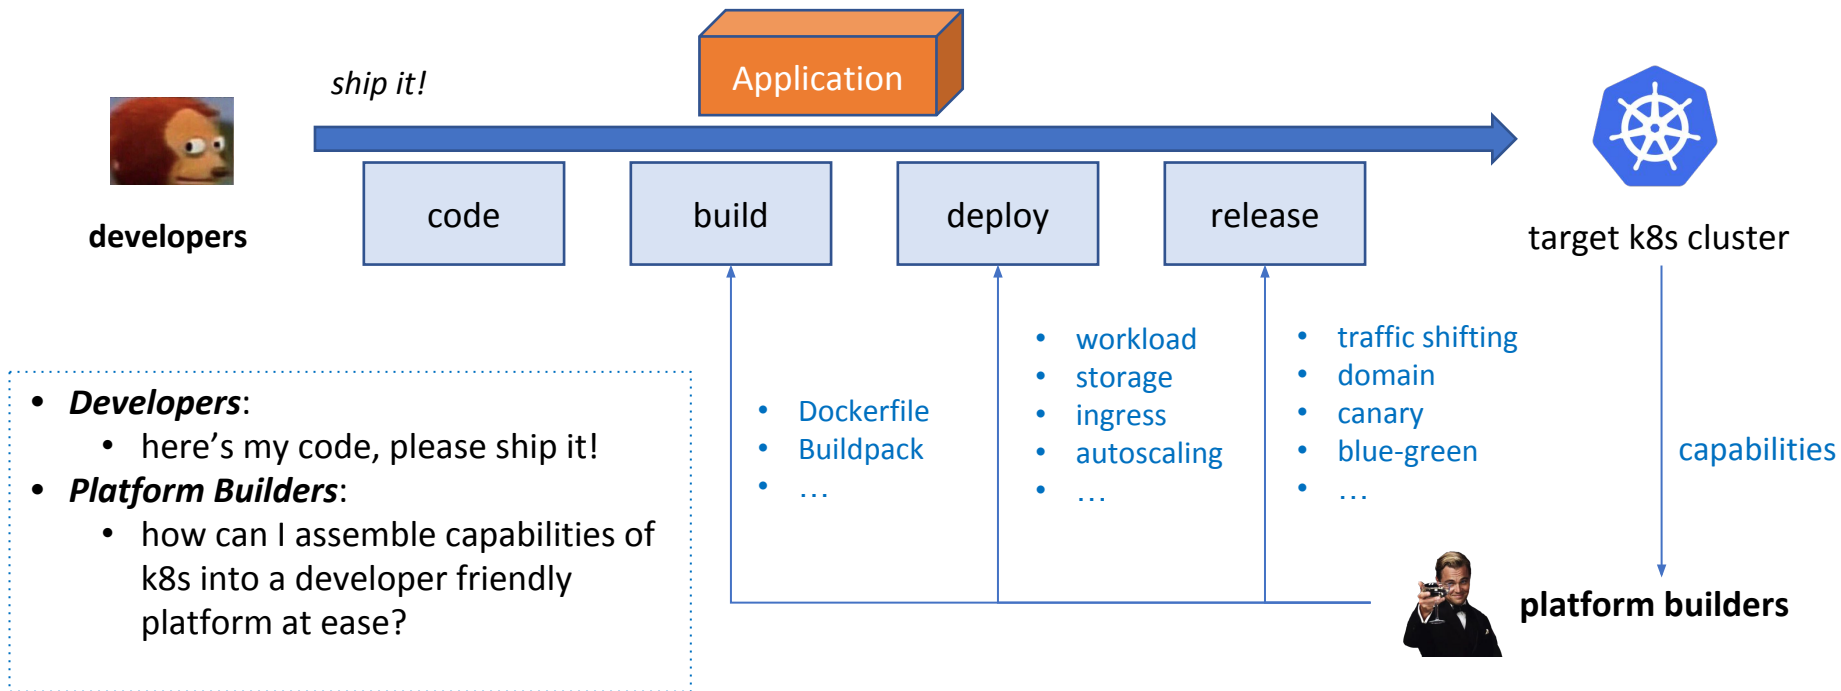 ship it!
Application
developers
code
build
deploy
release
target k8s cluster
• Developers:
• here’s my code, please ship it!
• Platform Builders:
• how can I assemble capabilities of
k8s into a developer friendly
platform at ease?
• Dockerfile
• Buildpack
• …
• workload
• storage
• ingress
• autoscaling
• …
• traffic shifting
• domain
• canary
• blue-green
• …
capabilities
platform builders